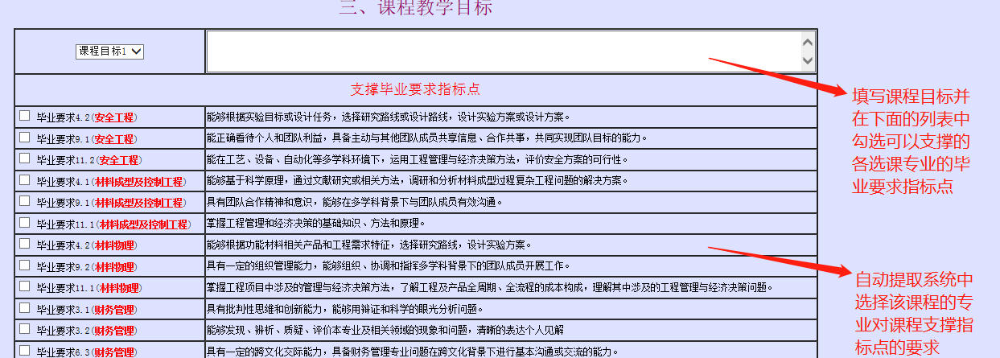 三、课程教学目标
课程目标1
支撑毕业要求指标点
毕业要求4.2(安全工程) 能够根据实验目标或设计任务，选择研究路线或设计路线，设计实验方案或设计方案。
毕业要求9.1(安全工程) 能正确看待个人和团队利益，具备主动与其他团队成员共享信息、合作共事，共同实现团队目标的能力。
毕业要求11.2(安全工程) 能在工艺、设备、自动化等多学科环境下，运用工程管理与经济决策方法，评价安全方案的可行性。
毕业要求4.1(材料成型及控制工程) 能够基于科学原理，通过文献研究或相关方法，调研和分析材料成型过程复杂工程问题的解决方案。
毕业要求9.1(材料成型及控制工程) 具有团队合作精神和意识，能够在多学科背景下与团队成员有效沟通。
毕业要求11.1(材料成型及控制工程) 掌握工程管理和经济决策的基础知识、方法和原理。
毕业要求4.2(材料物理) 能够根据功能材料相关产品和工程需求特征，选择研究路线，设计实验方案。
毕业要求9.2(材料物理) 具有一定的组织管理能力，能够组织、协调和指挥多学科背景下的团队成员开展工作。
毕业要求11.1(材料物理) 掌握工程项目中涉及的管理与经济决策方法，了解工程及产品全周期、全流程的成本构成，理解其中涉及的工程管理与经济决策问题。
毕业要求3.1(财务管理) 具有批判性思维和创新能力，能够用辩证和科学的眼光分析问题。
毕业要求3.2(财务管理) 能够发现、辨析、质疑、评价本专业及相关领域的现象和问题，清晰的表达个人见解
毕业要求6.3(财务管理) 具有一定的跨文化交际能力，具备财务管理专业问题在跨文化背景下进行基本沟通或交流的能力。
填写课程目标并
在下面的列表中
勾选可以支撑的
各选课专业的毕
业要求指标点
自动提取系统中
选择该课程的专
业对课程支撑指
标点的要求